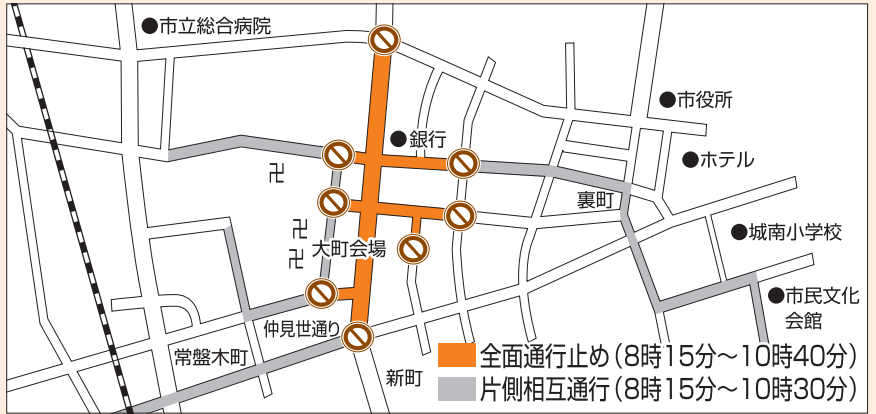 ●市立総合病院
●銀行
●市役所
●ホテル
卍
裏町
卍
卍
大町会場
●城南小学校
●市民文化
会館
仲見世通り
常盤木町
新町
全面通行止め（8時15分～10時40分）
片側相互通行（8時15分～10時30分）